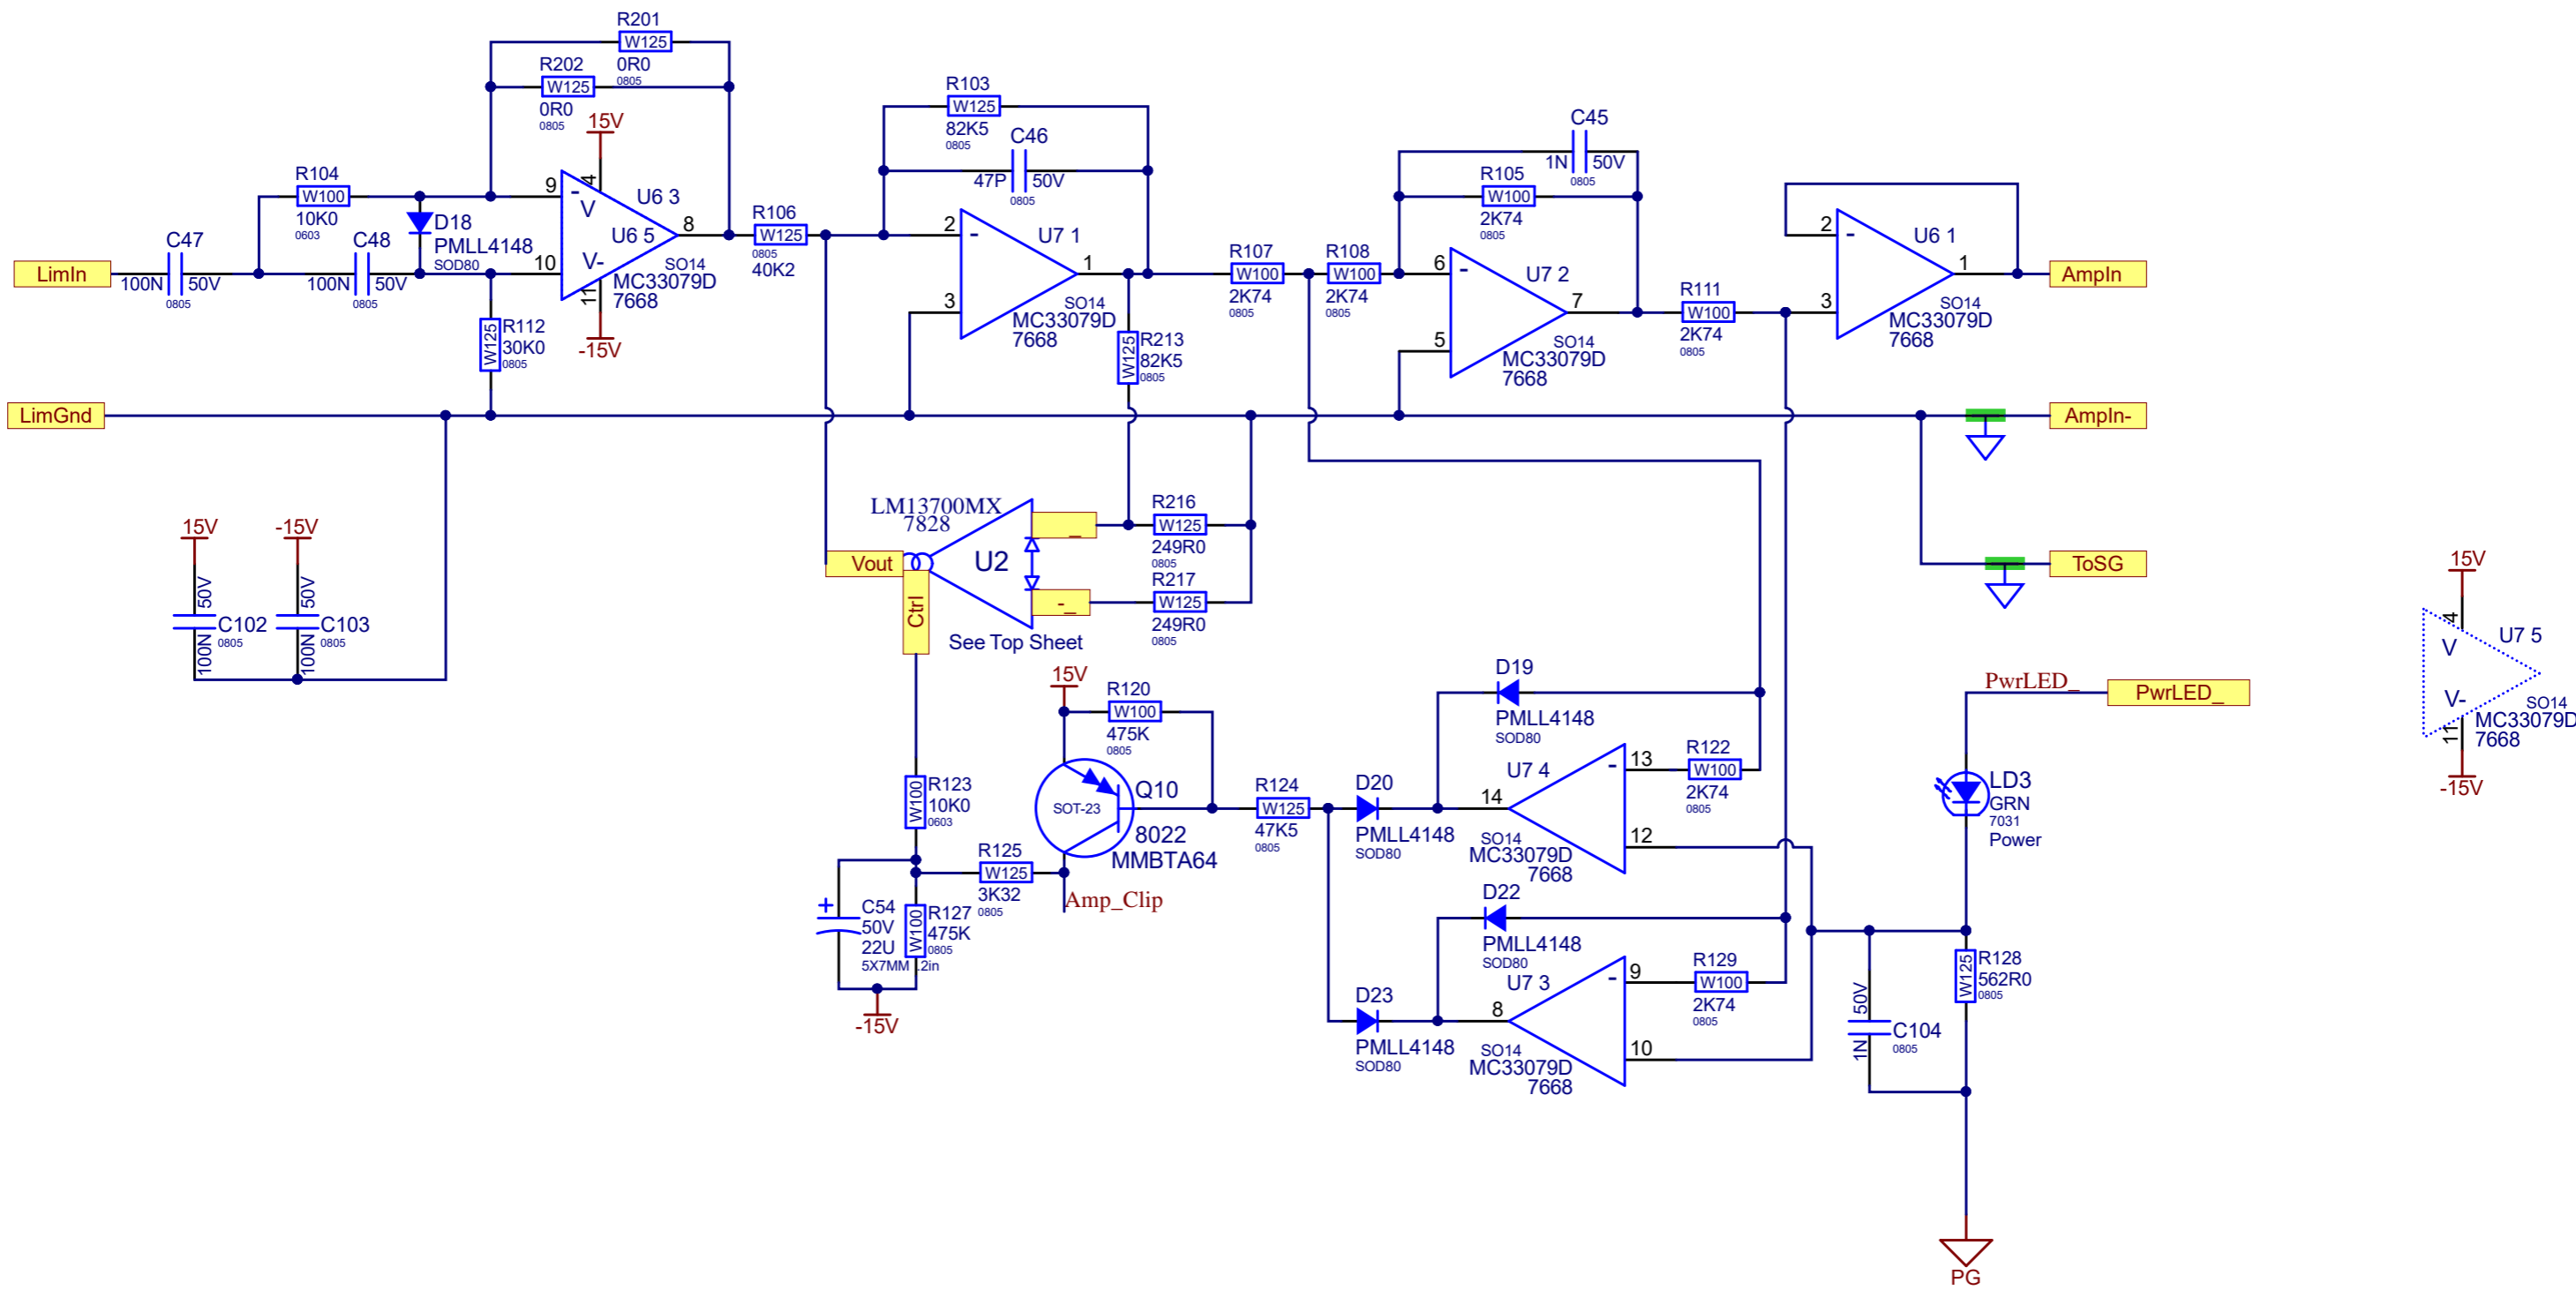 R201
W125
0R0
0805
R202
W125
0R0
0805
15V
R104
W100
10K0
0603
D18
PMLL4148
SOD80
C47
100N 50V
0805
C48
100N 50V
0805
LimIn
9
-
4
V
U6 3
U6 5
8
10
V-
11
SO14
MC33079D
7668
-15V
R112
W125
30K0
0805
R106
W125
0805
40K2
R103
W125
82K5
0805
C46
47P 50V
0805
2
-
U7 1
1
3
SO14
MC33079D
7668
R213
W125
82K5
0805
R107
W100
2K74
0805
R108
W100
2K74
0805
C45
1N 50V
0805
R105
W100
2K74
0805
6
-
U7 2
7
5
SO14
MC33079D
7668
R111
W100
2K74
0805
2
-
U6 1
1
3
SO14
MC33079D
7668
AmpIn
LimGnd
AmpIn-
ToSG
15V
-15V
50V
C102
0805
100N
50V
C103
0805
100N
LM13700MX
7828
U2
Vout
Ctrl
_
-_
See Top Sheet
R216
W125
249R0
0805
R217
W125
249R0
0805
15V
R120
W100
475K
0805
Q10
SOT-23
8022
MMBTA64
Amp_Clip
R123
W100
10K0
0603
R125
W125
3K32
0805
+
C54
50V
22U
5X7MM .2in
R127
W100
475K
0805
-15V
R124
W125
47K5
0805
D19
PMLL4148
SOD80
D20
PMLL4148
SOD80
U7 4
14
-
13
12
SO14
MC33079D
7668
R122
W100
2K74
0805
D22
PMLL4148
SOD80
D23
PMLL4148
SOD80
U7 3
8
-
9
10
SO14
MC33079D
7668
R129
W100
2K74
0805
PwrLED_
PwrLED_
LD3
GRN
7031
Power
R128
W125
562R0
0805
50V
C104
0805
1N
PG
15V
4
V
U7 5
V-
11
SO14
MC33079D
7668
-15V